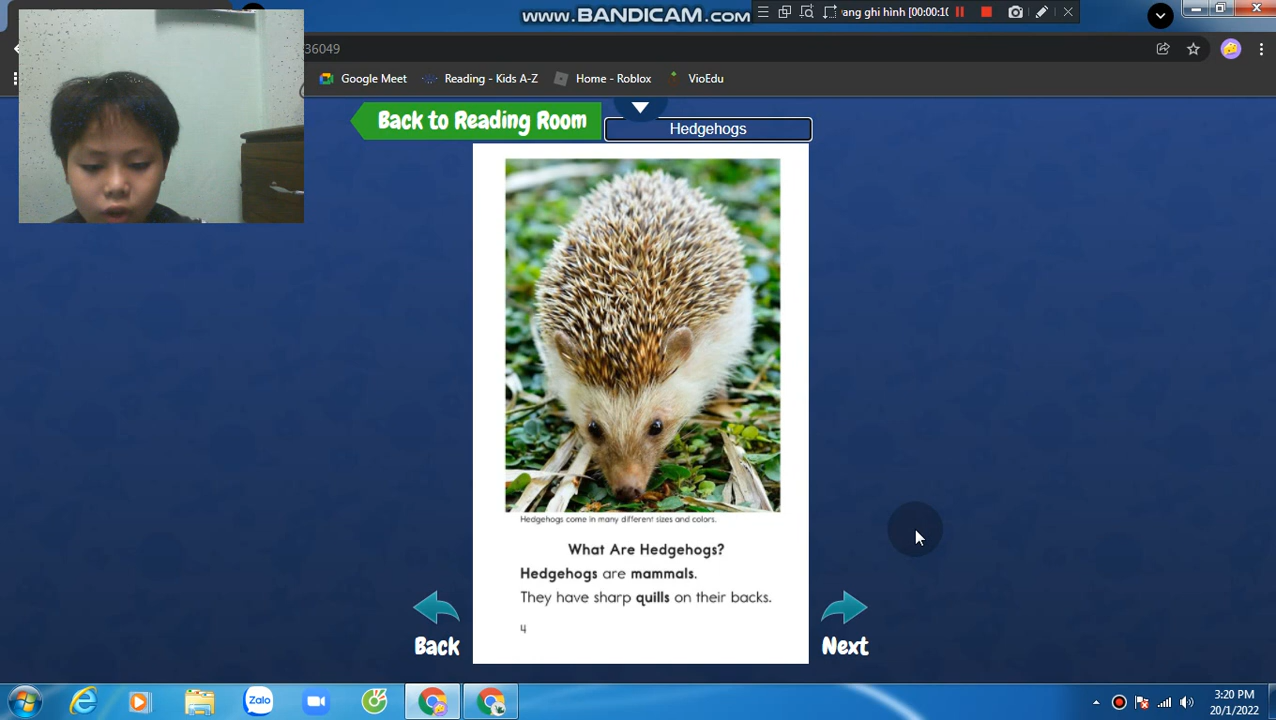 www.BANDICAM.com
ang ghi hình [00:00:10
36049
Google Meet
Reading - Kids A-Z
Home - Roblox
VioEdu
Back to Reading Room
Hedgehogs
Hedgehogs come in many different sizes and colors.
What Are Hedgehogs?
Hedgehogs are mammals.
They have sharp quills on their backs.
4
Back
Next
Zalo
3:20 PM
20/1/2022